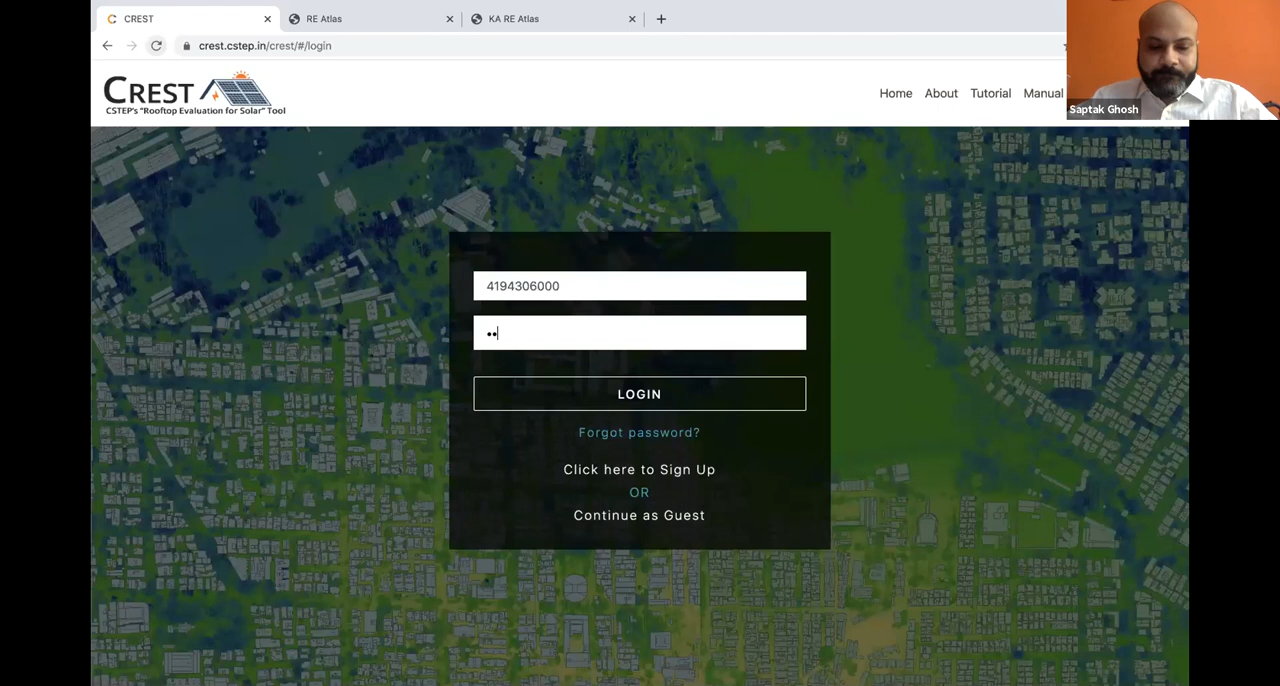 CREST
RE Atlas
KA RE Atlas
crest.cstep.in/crest/#/login
CREST
CSTEP's "Rooftop Evaluation for Solar" Tool
Home About Tutorial Manual
Saptak Ghosh
4194306000
LOGIN
Forgot password?
Click here to Sign Up
OR
Continue as Guest